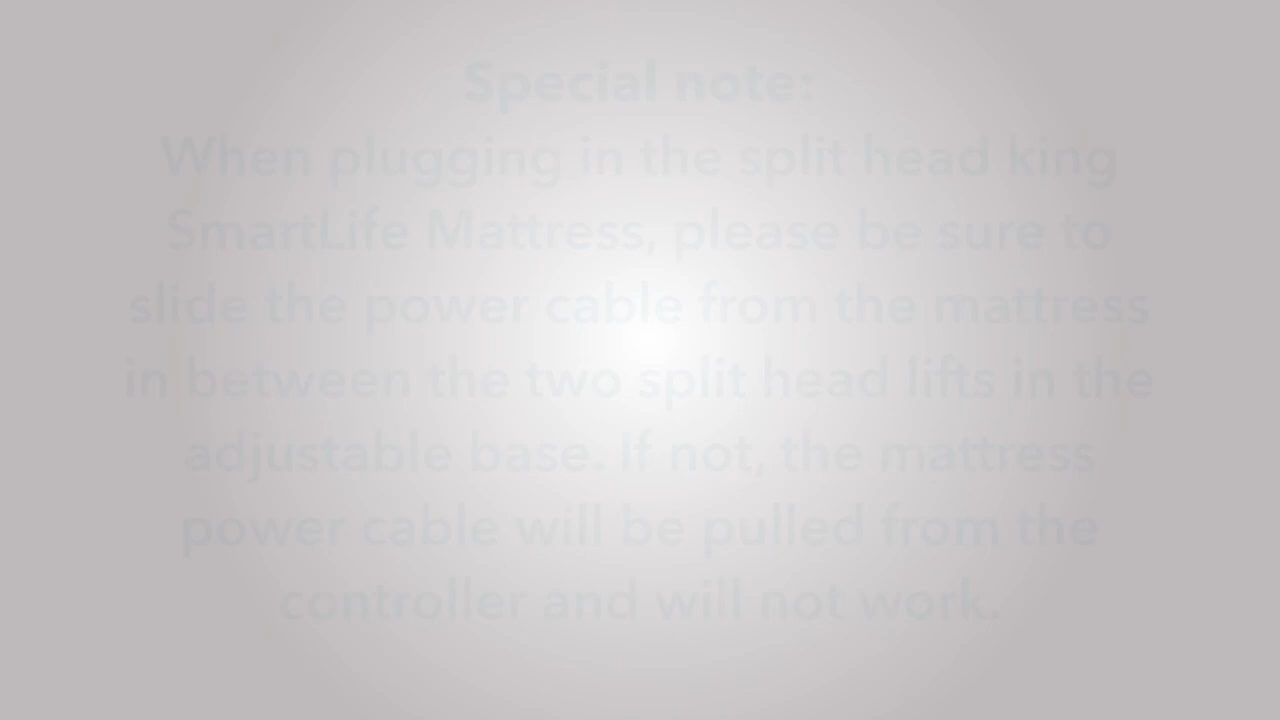 Special note:
When plugging in the split head king
SmartLife Mattress, please be sure to
slide the power cable from the mattress
in between the two split head lifts in the
adjustable base. If not, the mattress
power cable will be pulled from the
controller and will not work.